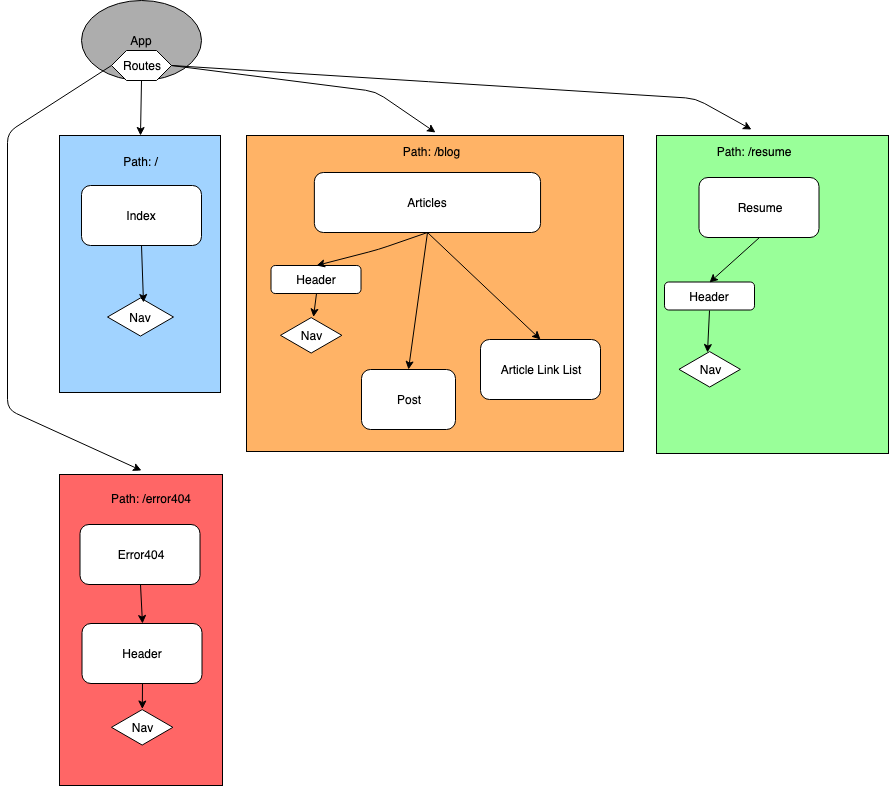 App
Routes
Path: /
Index
Nav
Path: /blog
Articles
Header
Nav
Post
Article Link List
Path: /resume
Resume
Header
Nav
Path: /error404
Error404
Header
Nav